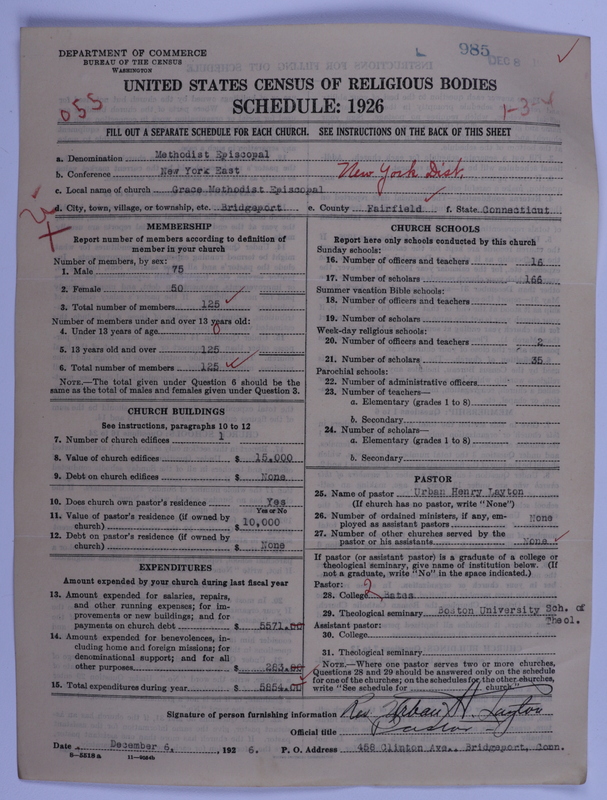 DEPARTMENT OF COMMERCE
BUREAU OF THE CENSUS
WASHINGTON
985
DEC 8
UNITED STATES CENSUS OF RELIGIOUS BODIES
SCHEDULE: 1926
055
FILL OUT A SEPARATE SCHEDULE FOR EACH CHURCH. SEE INSTRUCTIONS ON THE BACK OF THIS SHEET
a. Denomination Methodist Episcopal
b. Conference New York East
New York Dist.
c. Local name of church Grace Methodist Episcopal
d. City, town, village, or township, etc. Bridgeport e. County Fairfield f. State Connecticut
MEMBERSHIP
Report number of members according to definition of
member in your church
Number of members, by sex:
1. Male 75
2. Female 50
3. Total number of members 125
Number of members under and over 13 years old:
4. Under 13 years of age 0
5. 13 years old and over 125
6. Total number of members 125
NOTE.—The total given under Question 6 should be
same as the total of males and females given under Question 3.
CHURCH BUILDINGS
See instructions, paragraphs 10 to 12
7. Number of church edifices 1
8. Value of church edifices $ 15,000
9. Debt on church edifices $ None
10. Does church own pastor's residence Yes
Yes or No
11. Value of pastor's residence (if owned by
church) $ 10,000
12. Debt on pastor's residence (if owned by
church) $ None
EXPENDITURES
Amount expended by your church during last fiscal year
13. Amount expended for salaries, repairs,
and other running expenses; for im-
provements or new buildings; and for
payments on church debt $ 5571.00
14. Amount expended for benevolences, in-
cluding home and foreign missions; for
denominational support; and for all
other purposes $ 283.00
15. Total expenditures during year $ 5854.00
CHURCH SCHOOLS
Report here only schools conducted by this church
Sunday schools:
16. Number of officers and teachers 16
17. Number of scholars 166
Summer vacation Bible schools:
18. Number of officers and teachers
19. Number of scholars
Week-day religious schools:
20. Number of officers and teachers 2
21. Number of scholars 35
Parochial schools:
22. Number of administrative officers
23. Number of teachers—
a. Elementary (grades 1 to 8)
b. Secondary
24. Number of scholars—
a. Elementary (grades 1 to 8)
b. Secondary
PASTOR
25. Name of pastor Urban Henry Layton
(If church has no pastor, write "None")
26. Number of ordained ministers, if any, em-
ployed as assistant pastors None
27. Number of other churches served by the
pastor or his assistants None
If pastor (or assistant pastor) is a graduate of a college or
theological seminary, give name of institution below. (If
not a graduate, write "No" in the space indicated.)
Pastor:
28. College Bates
29. Theological seminary Boston University Sch. of
Theol.
Assistant pastor:
30. College
31. Theological seminary
NOTE.—Where one pastor serves two or more churches,
Questions 28 and 29 should be answered only on the schedule
for one of the churches; on the schedules for the other churches,
write "See schedule for church"
Signature of person furnishing information Rev Urban H. Layton
Official title Pastor
Date December 6, 1926. P. O. Address 458 Clinton Ave., Bridgeport, Conn.
8—5518a 11—9264b